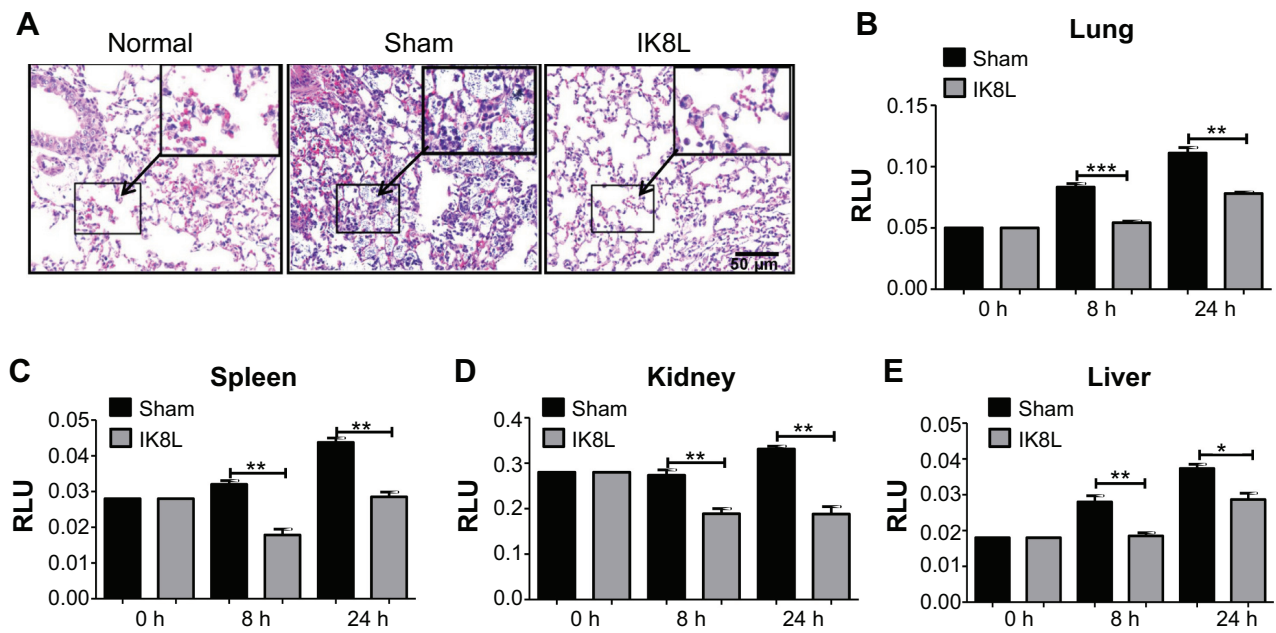 A
Normal
Sham
IK8L
50 µm
B
Lung
Sham
IK8L
RLU
0.15
0.10
0.05
0.00
***
**
0 h
8 h
24 h
C
Spleen
Sham
IK8L
RLU
0.05
0.04
0.03
0.02
0.01
0.00
**
**
0 h
8 h
24 h
D
Kidney
Sham
IK8L
RLU
0.4
0.3
0.2
0.1
0.0
**
**
0 h
8 h
24 h
E
Liver
Sham
IK8L
RLU
0.05
0.04
0.03
0.02
0.01
0.00
**
*
0 h
8 h
24 h